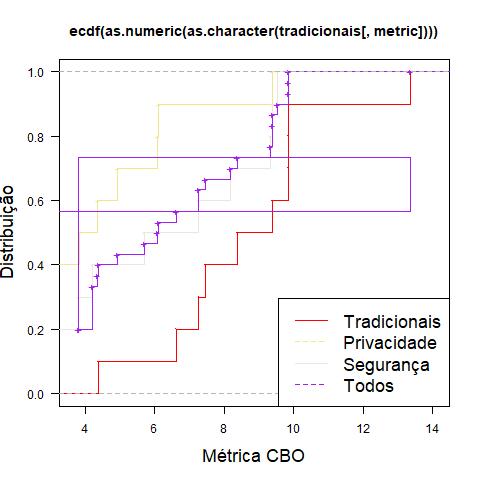 ecdf(as.numeric(as.character(tradicionais[, metric])))
Distribuição
1.0
0.8
0.6
0.4
0.2
0.0
4 6 8 10 12 14
Métrica CBO
Tradicionais
Privacidade
Segurança
Todos